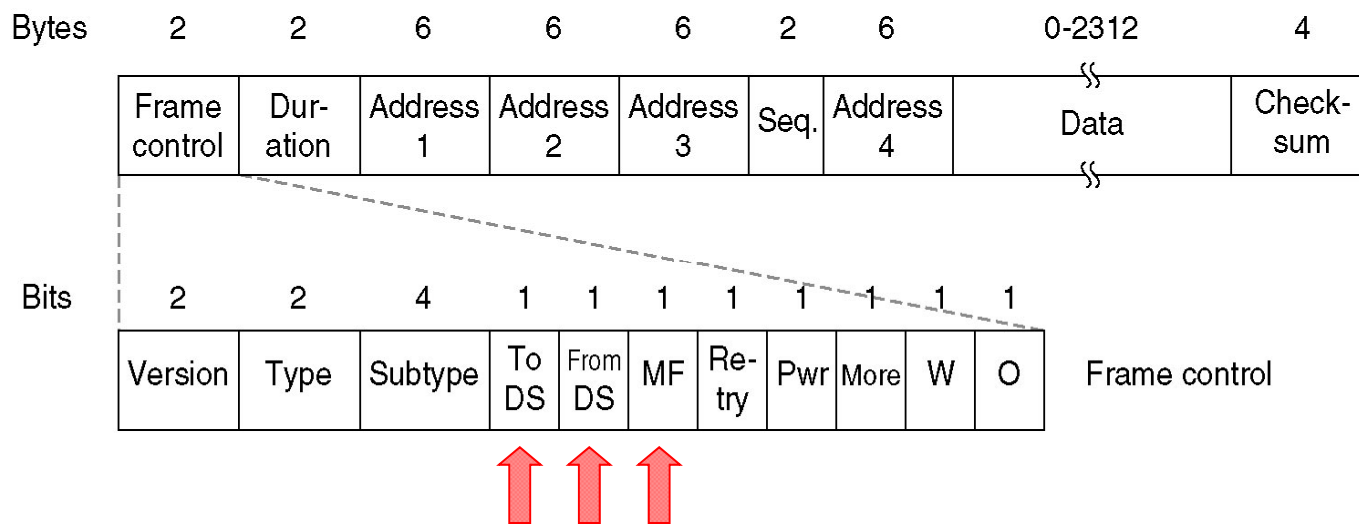 Bytes 2 2 6 6 6 2 6 0-2312 4
Frame control Dur- ation Address 1 Address 2 Address 3 Seq. Address 4 Data Check- sum
Bits 2 2 4 1 1 1 1 1 1 1 1
Version Type Subtype To DS From DS MF Re- try Pwr More W O Frame control